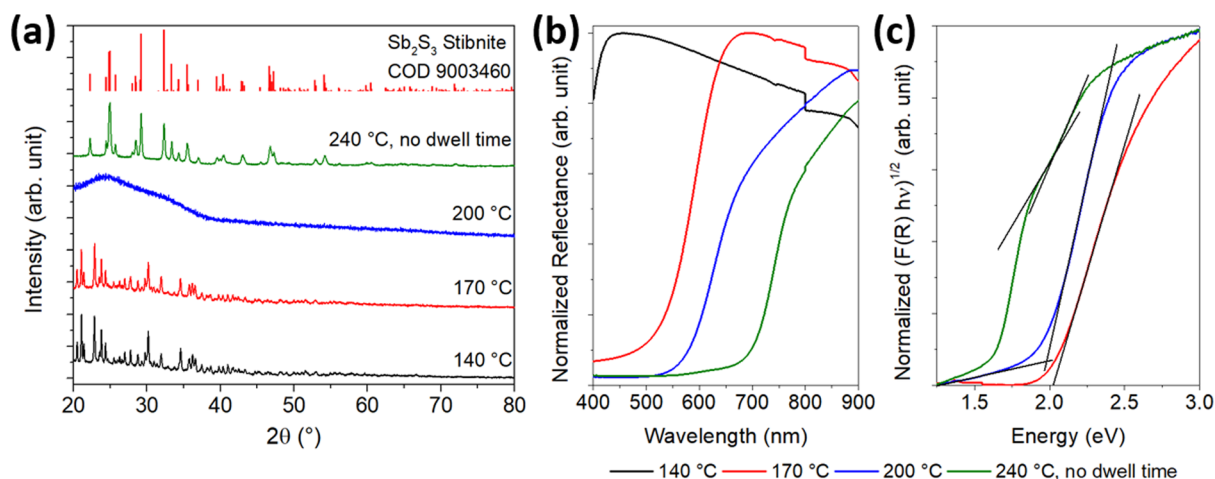 (a)
Intensity (arb. unit)
Sb₂S₃ Stibnite
COD 9003460
240 °C, no dwell time
200 °C
170 °C
140 °C
20 30 40 50 60 70 80
2θ (°)
(b)
Normalized Reflectance (arb. unit)
400 500 600 700 800 900
Wavelength (nm)
(c)
Normalized (F(R) hν)^1/2 (arb. unit)
1.5 2.0 2.5 3.0
Energy (eV)
140 °C 170 °C 200 °C 240 °C, no dwell time